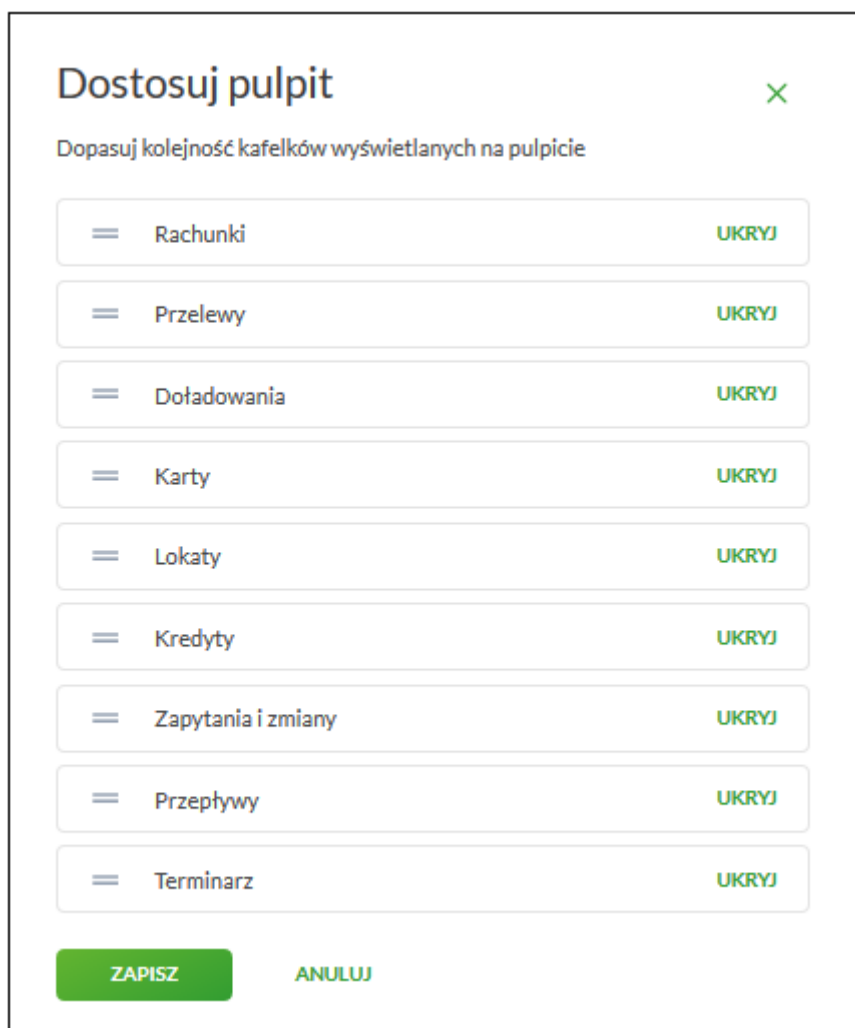 Dostosuj pulpit
Dopasuj kolejność kafelków wyświetlanych na pulpicie
Rachunki UKRYJ
Przelewy UKRYJ
Doładowania UKRYJ
Karty UKRYJ
Lokaty UKRYJ
Kredyty UKRYJ
Zapytania i zmiany UKRYJ
Przepływy UKRYJ
Terminarz UKRYJ
ZAPISZ ANULUJ